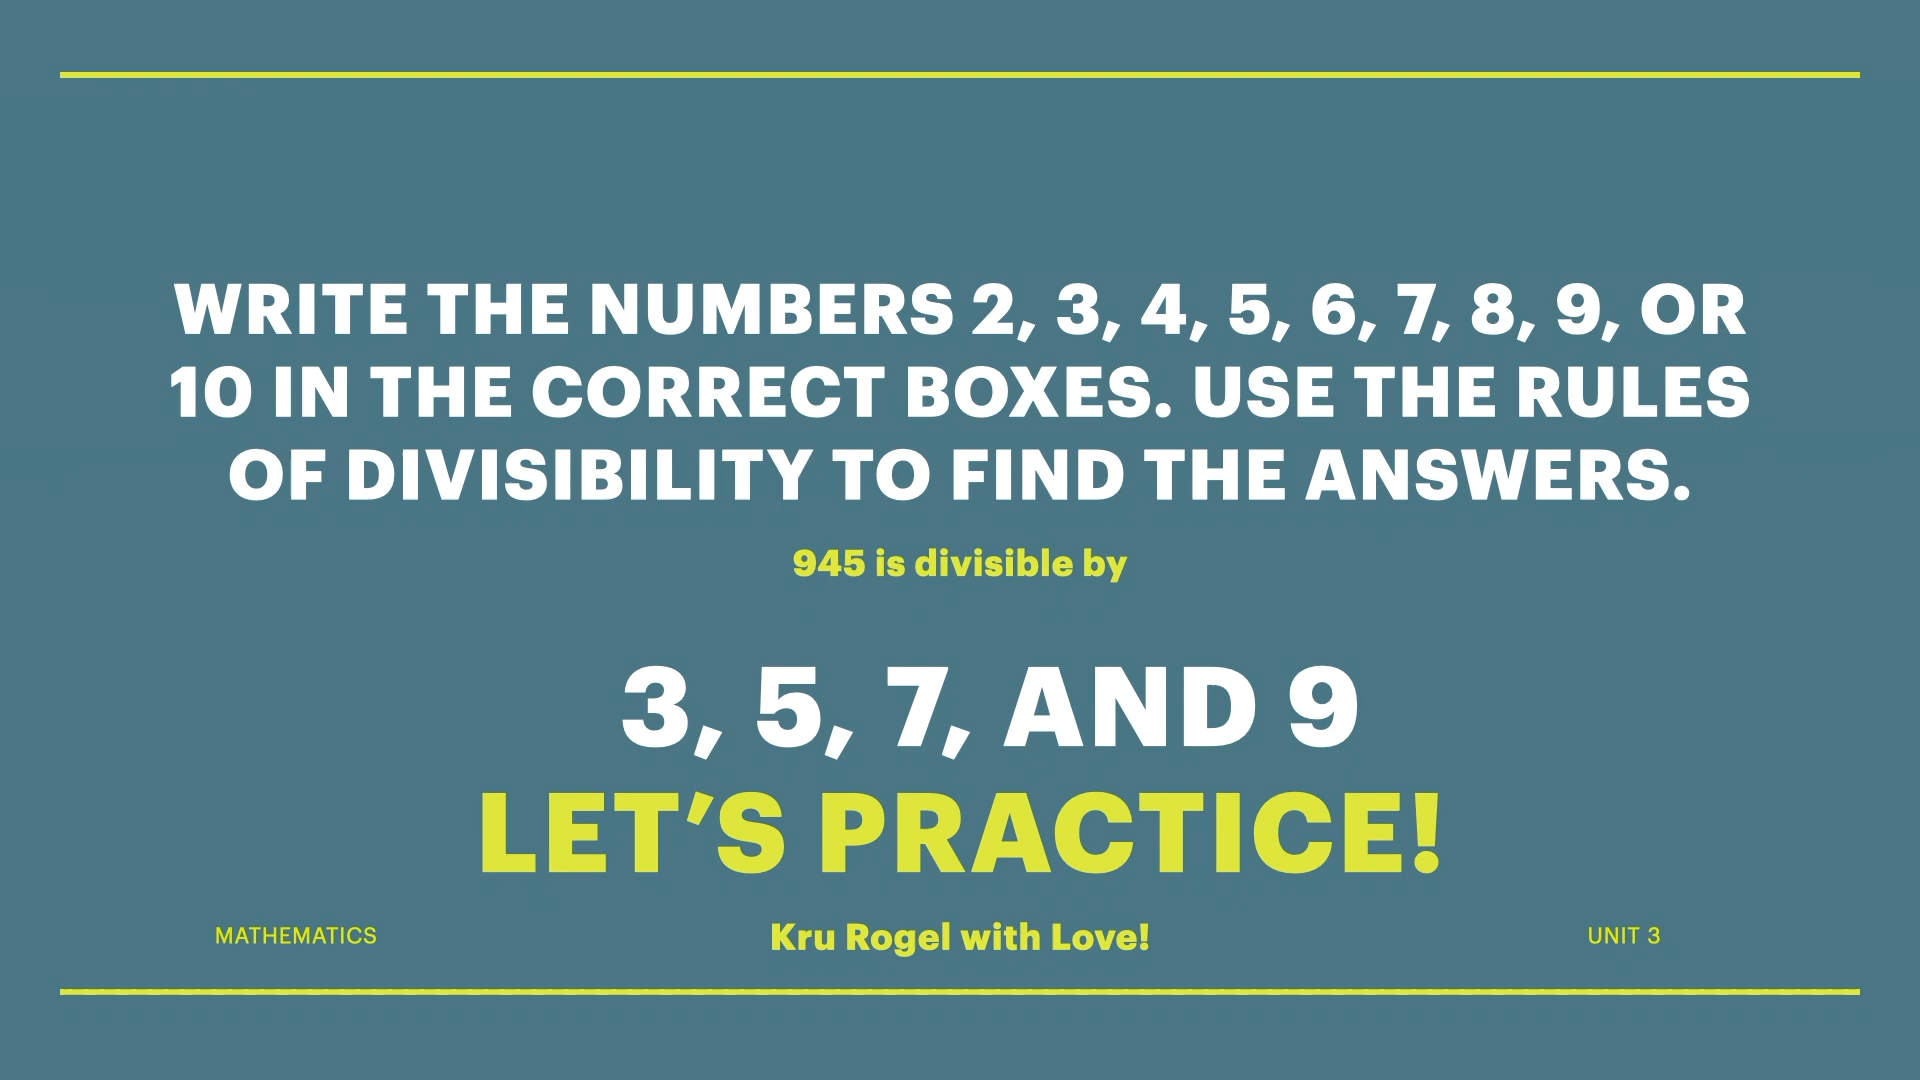 WRITE THE NUMBERS 2, 3, 4, 5, 6, 7, 8, 9, OR
10 IN THE CORRECT BOXES. USE THE RULES
OF DIVISIBILITY TO FIND THE ANSWERS.
945 is divisible by
3, 5, 7, AND 9
LET’S PRACTICE!
MATHEMATICS
Kru Rogel with Love!
UNIT 3